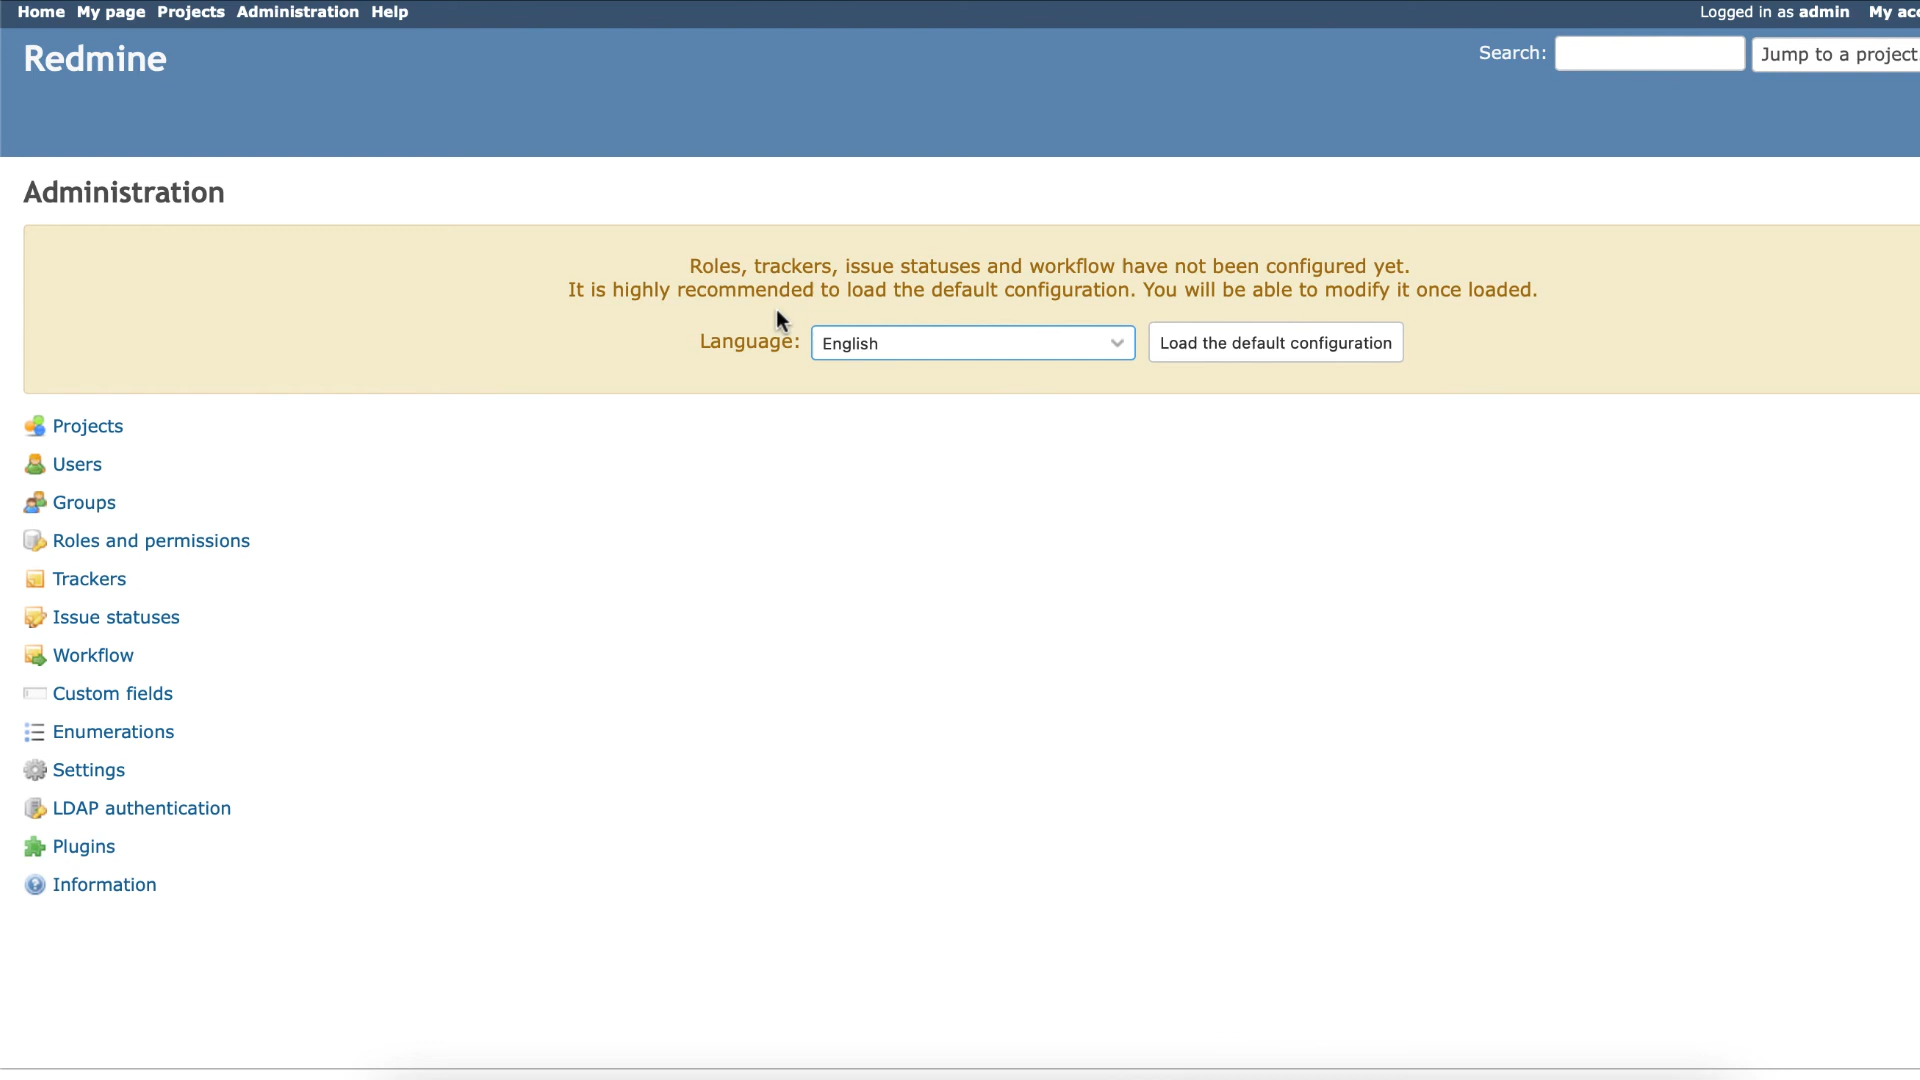 Home My page Projects Administration Help
Logged in as admin My acc
Redmine
Search: Jump to a project
Administration
Roles, trackers, issue statuses and workflow have not been configured yet.
It is highly recommended to load the default configuration. You will be able to modify it once loaded.
Language: English Load the default configuration
Projects
Users
Groups
Roles and permissions
Trackers
Issue statuses
Workflow
Custom fields
Enumerations
Settings
LDAP authentication
Plugins
Information